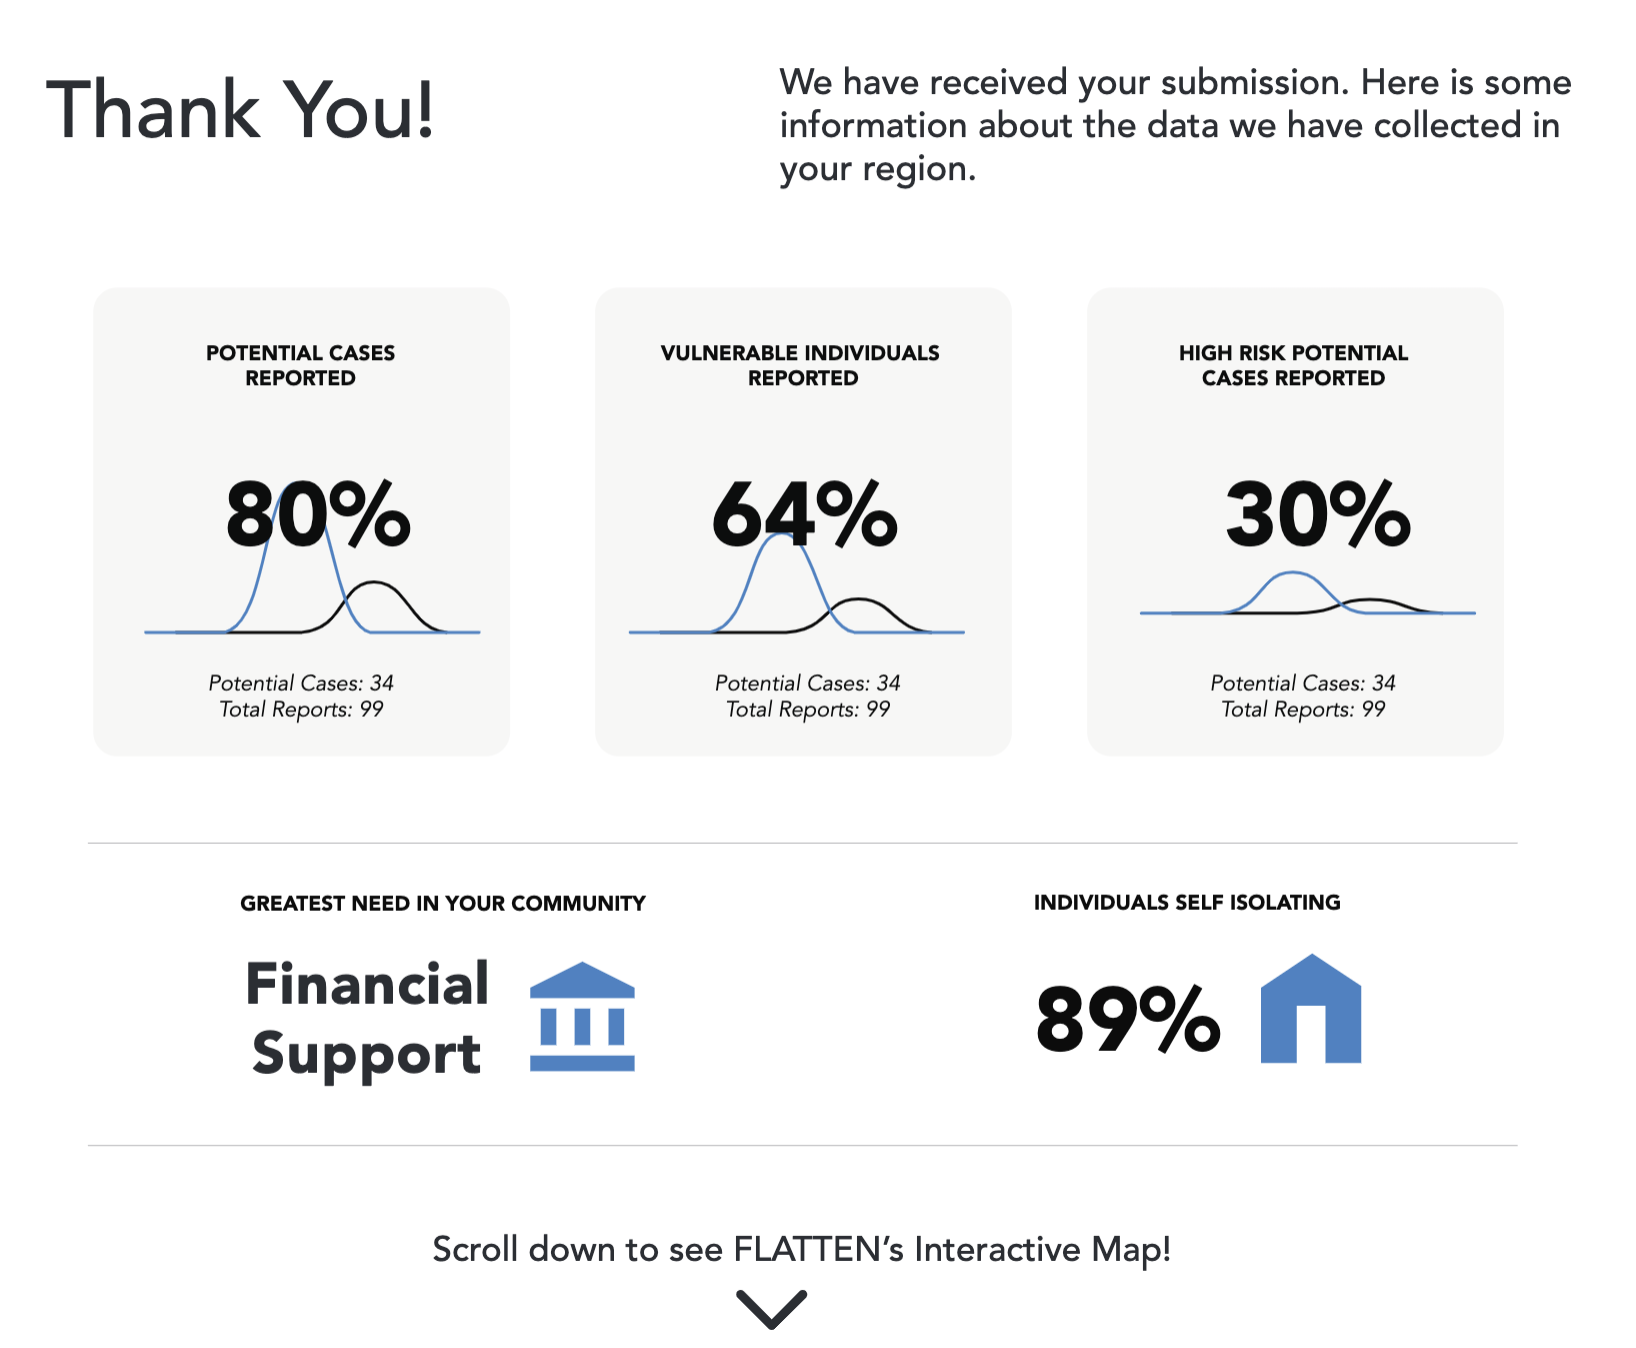 Thank You!
We have received your submission. Here is some
information about the data we have collected in
your region.
POTENTIAL CASES
REPORTED
80%
Potential Cases: 34
Total Reports: 99
VULNERABLE INDIVIDUALS
REPORTED
64%
Potential Cases: 34
Total Reports: 99
HIGH RISK POTENTIAL
CASES REPORTED
30%
Potential Cases: 34
Total Reports: 99
GREATEST NEED IN YOUR COMMUNITY
Financial
Support
INDIVIDUALS SELF ISOLATING
89%
Scroll down to see FLATTEN’s Interactive Map!